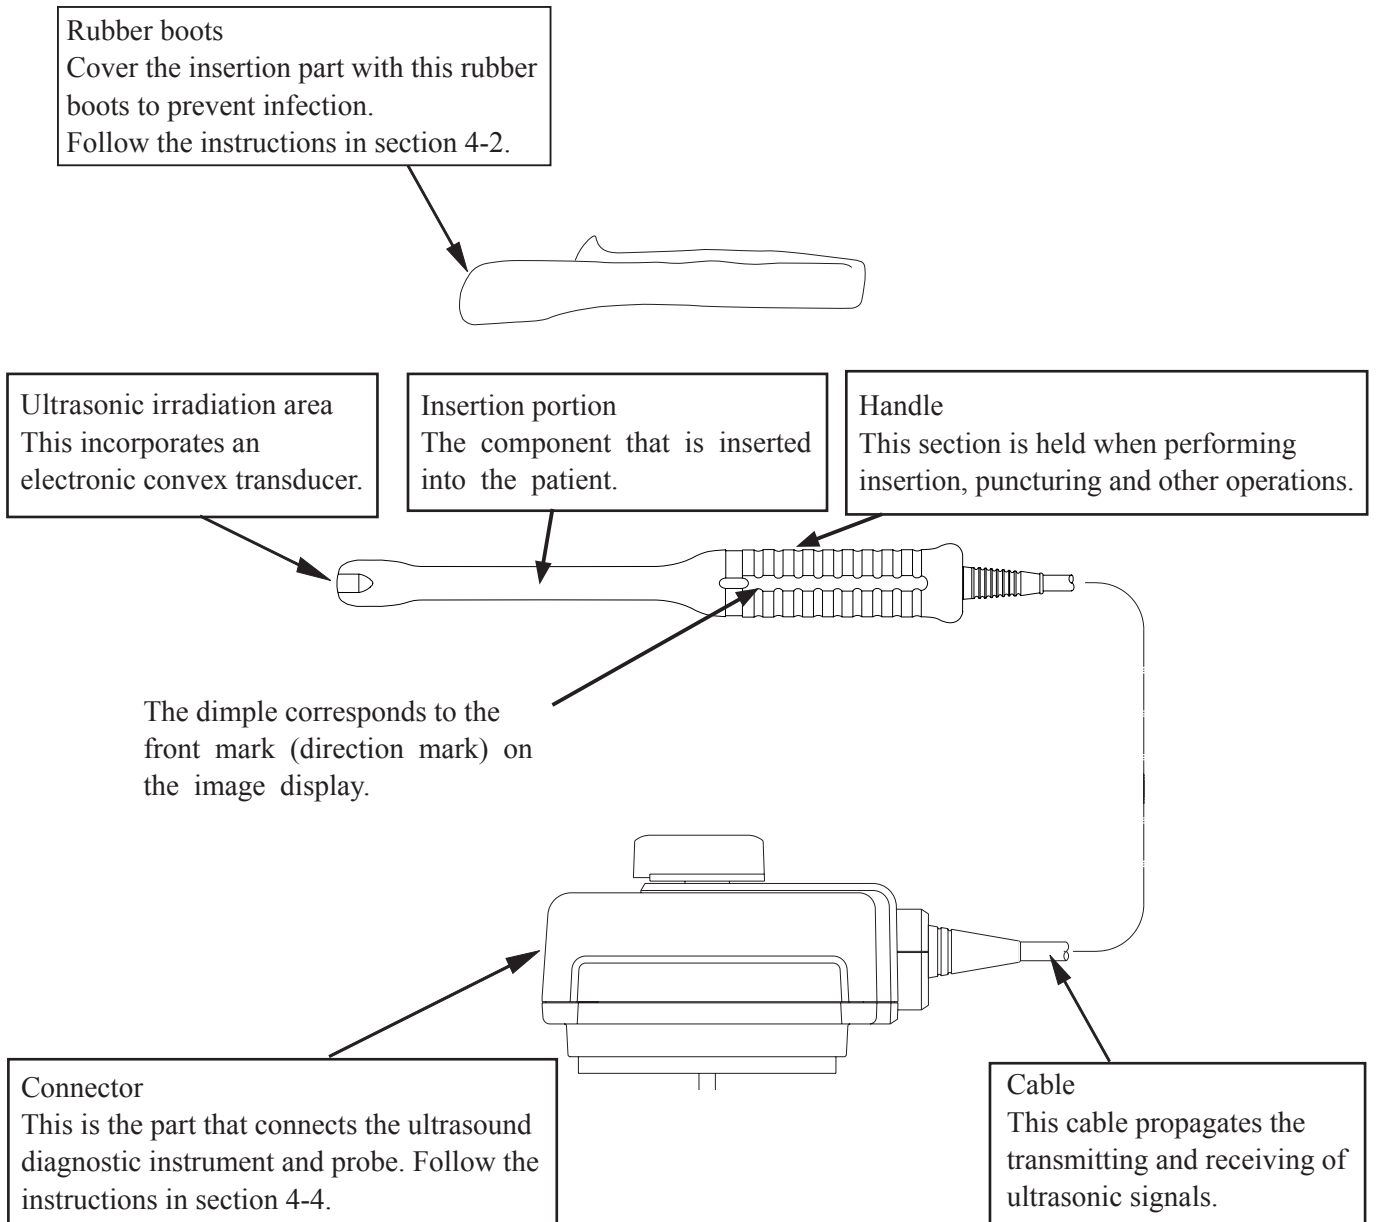 Rubber boots
Cover the insertion part with this rubber
boots to prevent infection.
Follow the instructions in section 4-2.
Ultrasonic irradiation area
This incorporates an
electronic convex transducer.
Insertion portion
The component that is inserted
into the patient.
Handle
This section is held when performing
insertion, puncturing and other operations.
The dimple corresponds to the
front mark (direction mark) on
the image display.
Connector
This is the part that connects the ultrasound
diagnostic instrument and probe. Follow the
instructions in section 4-4.
Cable
This cable propagates the
transmitting and receiving of
ultrasonic signals.